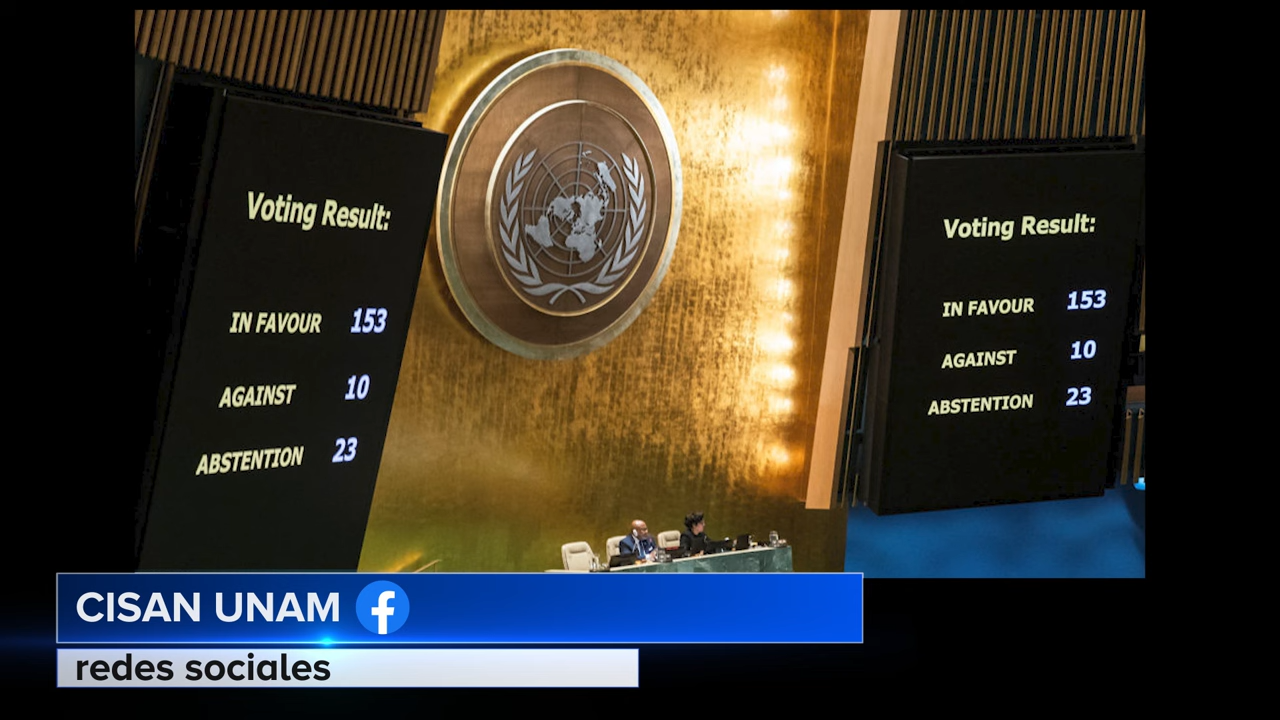 Voting Result:
IN FAVOUR 153
AGAINST 10
ABSTENTION 23
Voting Result:
IN FAVOUR 153
AGAINST 10
ABSTENTION 23
CISAN UNAM
redes sociales